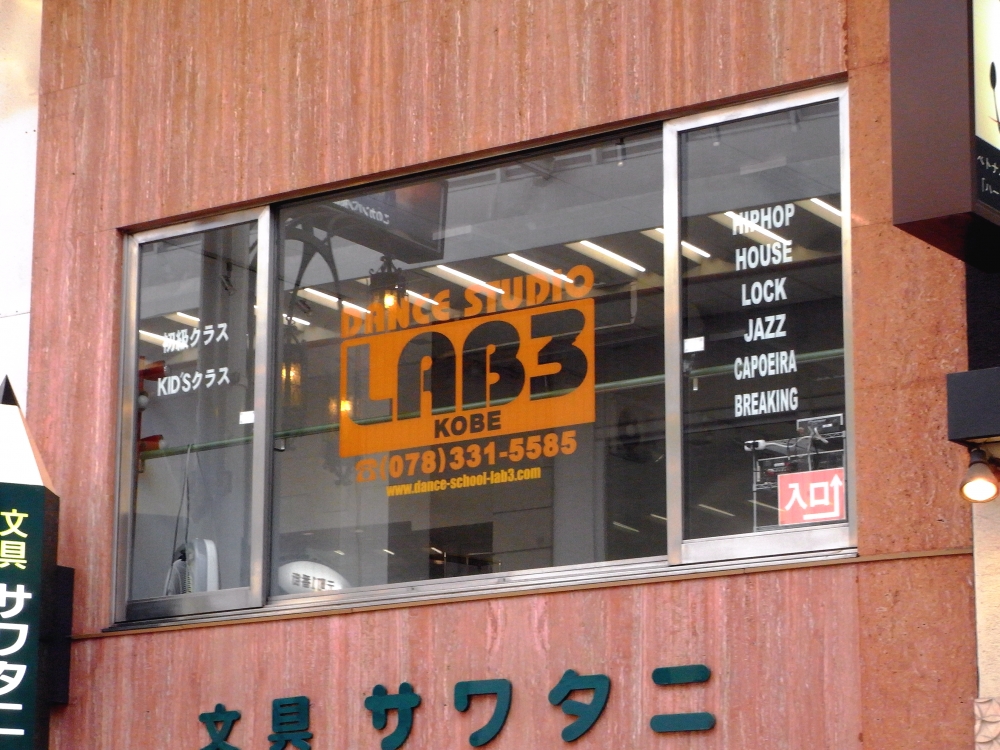 初級クラス
KID'Sクラス
DANCE STUDIO
LAB3
KOBE
☎(078)331-5585
www.dance-school-lab3.com
HIPHOP
HOUSE
LOCK
JAZZ
CAPOEIRA
BREAKING
入口
文具 サワタニ
文具 サワタニ